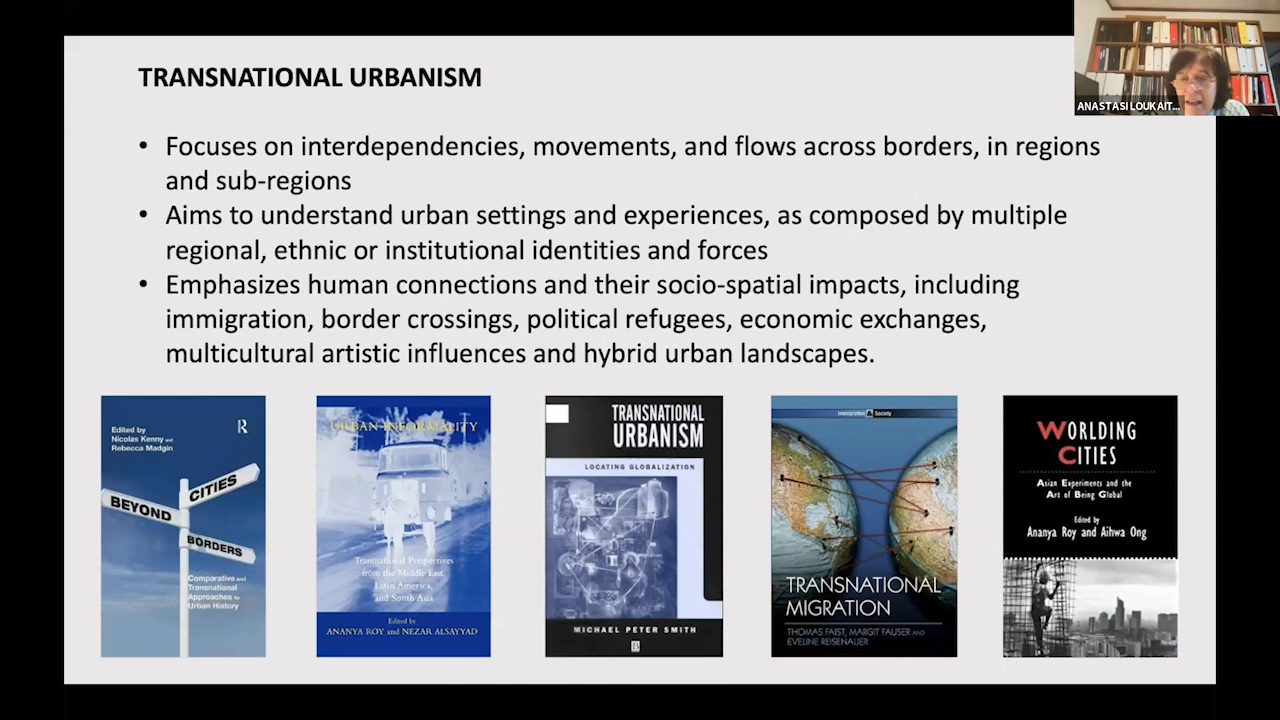 TRANSNATIONAL URBANISM
ANASTASI LOUKAIT...
• Focuses on interdependencies, movements, and flows across borders, in regions
and sub-regions
• Aims to understand urban settings and experiences, as composed by multiple
regional, ethnic or institutional identities and forces
• Emphasizes human connections and their socio-spatial impacts, including
immigration, border crossings, political refugees, economic exchanges,
multicultural artistic influences and hybrid urban landscapes.
Edited by
Nicolas Kenny and
Rebecca Madgin
R
CITIES
BEYOND
BORDERS
Comparative and
Transnational
Approaches to
Urban History
URBAN INFORMALITY
Transnational Perspectives
from the Middle East,
Latin America,
and South Asia
Edited by
ANANYA ROY and NEZAR ALSAYYAD
TRANSNATIONAL
URBANISM
LOCATING GLOBALIZATION
MICHAEL PETER SMITH
B
Immigration & Society
TRANSNATIONAL
MIGRATION
THOMAS FAIST, MARGIT FAUSER AND
EVELINE REISENAUER
WORLDING
CITIES
Asian Experiments and the
Art of Being Global
Edited by
Ananya Roy and Aihwa Ong